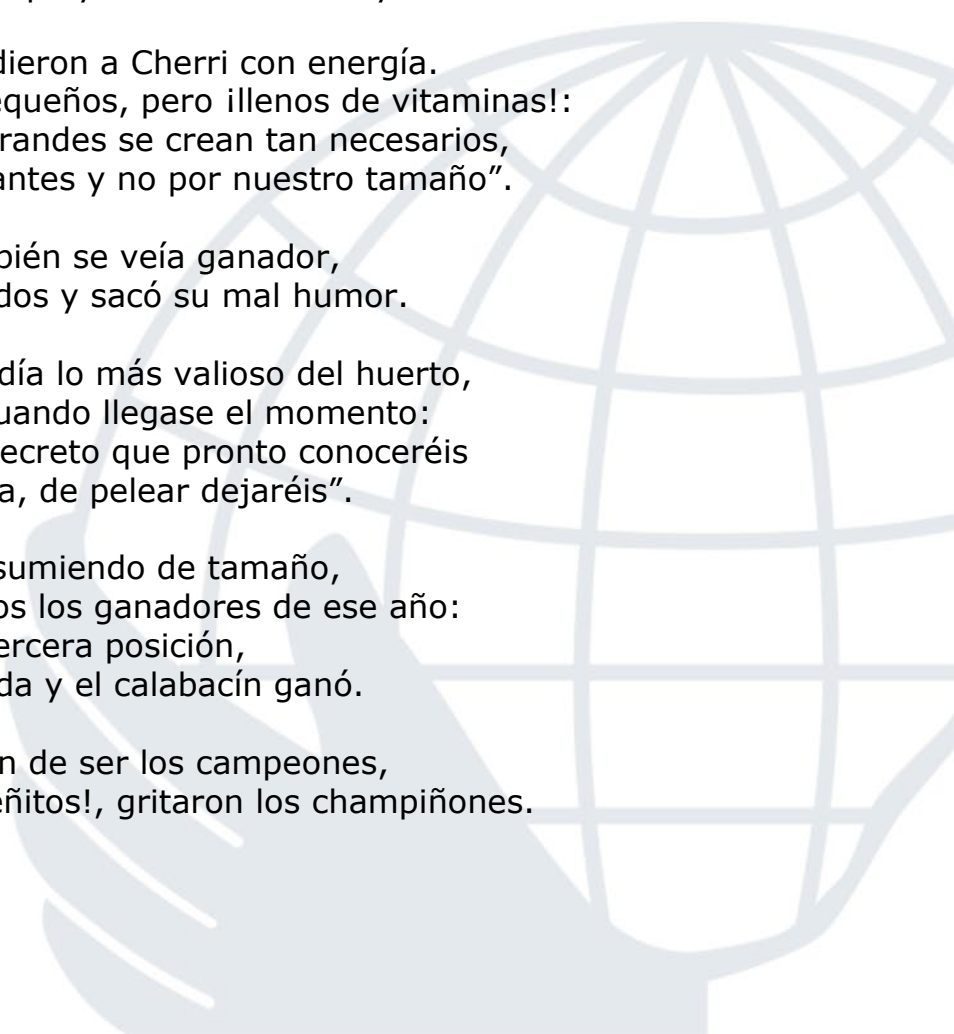 dieron a Cherri con energía.
equeños, pero ¡llenos de vitaminas!:
randes se crean tan necesarios,
antes y no por nuestro tamaño”.
bién se veía ganador,
dos y sacó su mal humor.
día lo más valioso del huerto,
uando llegase el momento:
ecreto que pronto conoceréis
a, de pelear dejaréis”.
sumiendo de tamaño,
os los ganadores de ese año:
ercera posición,
da y el calabacín ganó.
n de ser los campeones,
eñitos!, gritaron los champiñones.